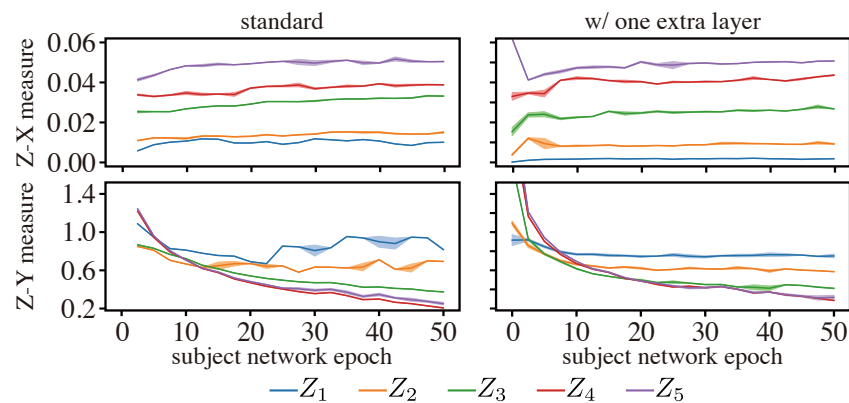 standard
w/ one extra layer
Z-X measure
0.06
0.04
0.02
0.00
Z-Y measure
1.4
1.0
0.6
0.2
0 10 20 30 40 50
0 10 20 30 40 50
subject network epoch
subject network epoch
Z1 Z2 Z3 Z4 Z5